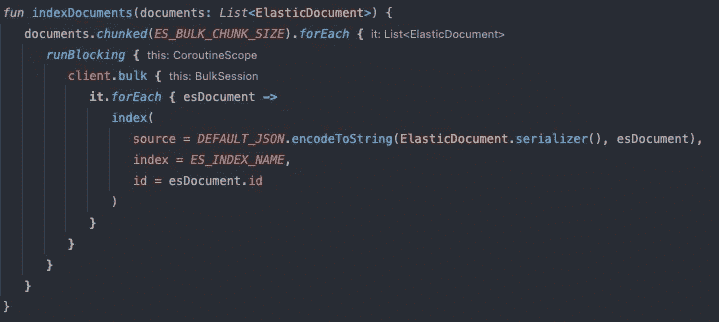 fun indexDocuments(documents: List<ElasticDocument>) {
documents.chunked(ES_BULK_CHUNK_SIZE).forEach { it: List<ElasticDocument>
runBlocking { this: CoroutineScope
client.bulk { this: BulkSession
it.forEach { esDocument ->
index(
source = DEFAULT_JSON.encodeToString(ElasticDocument.serializer(), esDocument),
index = ES_INDEX_NAME,
id = esDocument.id
)
}
}
}
}
}